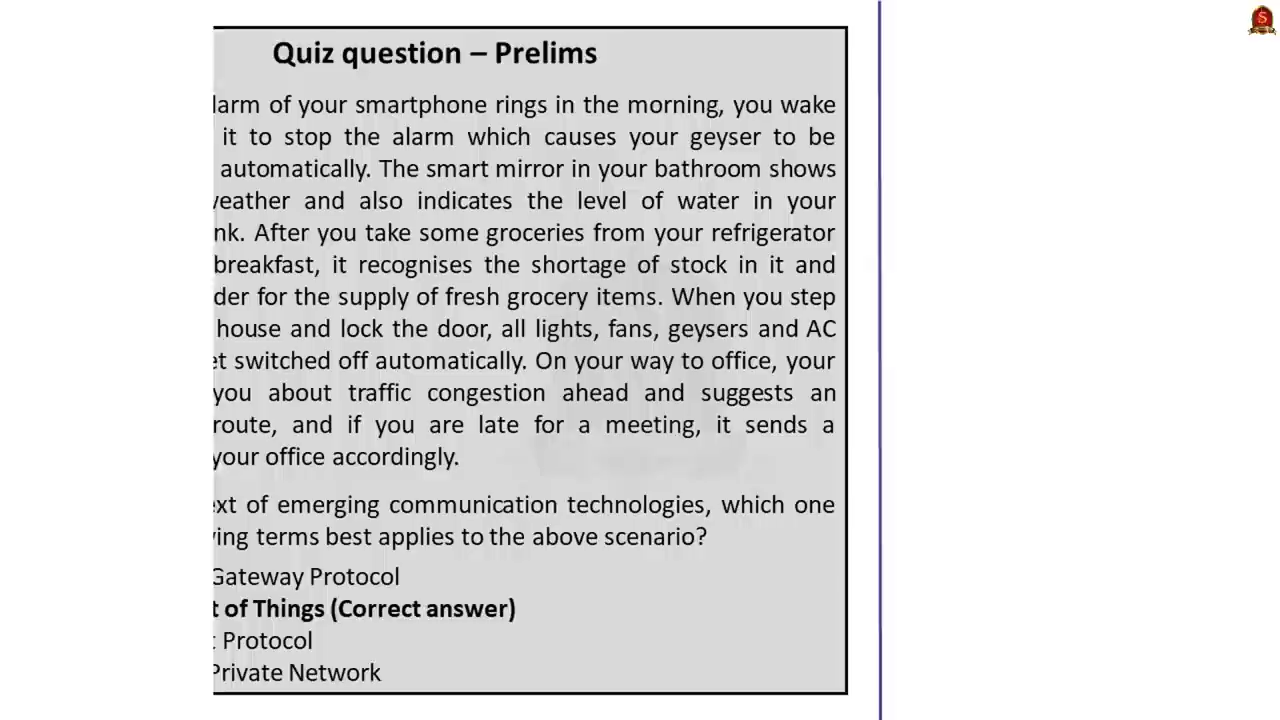 Quiz question – Prelims
larm of your smartphone rings in the morning, you wake
it to stop the alarm which causes your geyser to be
automatically. The smart mirror in your bathroom shows
weather and also indicates the level of water in your
nk. After you take some groceries from your refrigerator
breakfast, it recognises the shortage of stock in it and
der for the supply of fresh grocery items. When you step
house and lock the door, all lights, fans, geysers and AC
et switched off automatically. On your way to office, your
you about traffic congestion ahead and suggests an
route, and if you are late for a meeting, it sends a
your office accordingly.
ext of emerging communication technologies, which one
ving terms best applies to the above scenario?
Gateway Protocol
t of Things (Correct answer)
t Protocol
Private Network
S